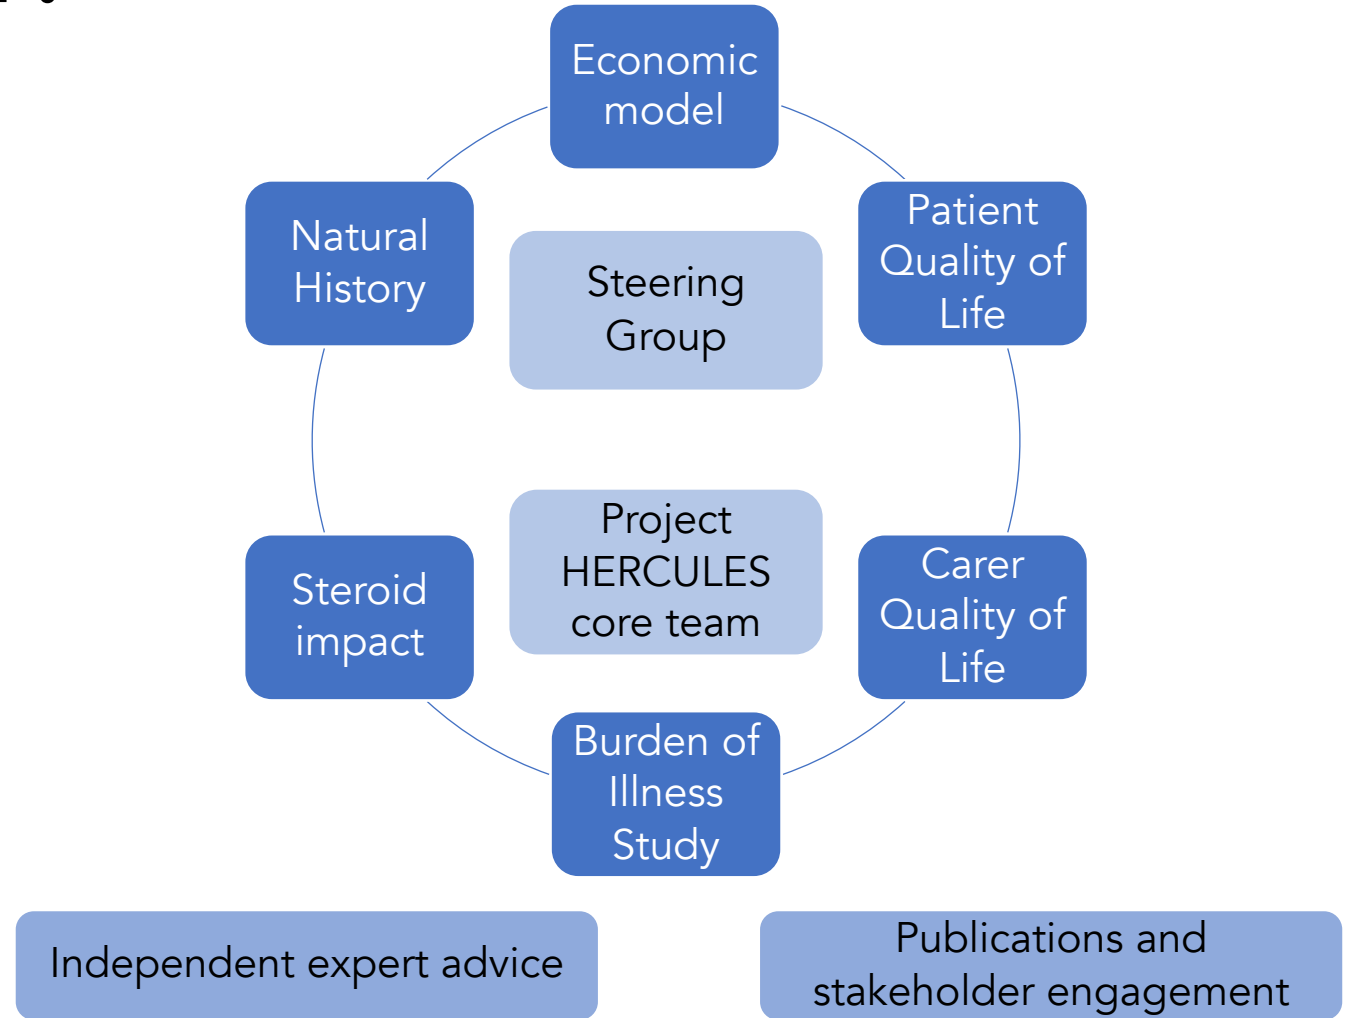 Economic
model
Natural
History
Patient
Quality of
Life
Steering
Group
Project
HERCULES
core team
Steroid
impact
Carer
Quality of
Life
Burden of
Illness
Study
Independent expert advice
Publications and
stakeholder engagement